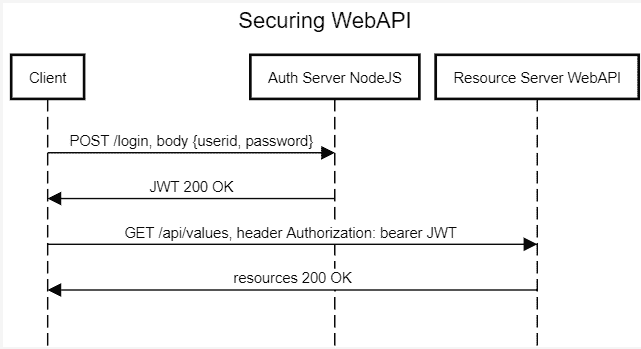 Securing WebAPI
Client
Auth Server NodeJS
Resource Server WebAPI
POST /login, body {userid, password}
JWT 200 OK
GET /api/values, header Authorization: bearer JWT
resources 200 OK